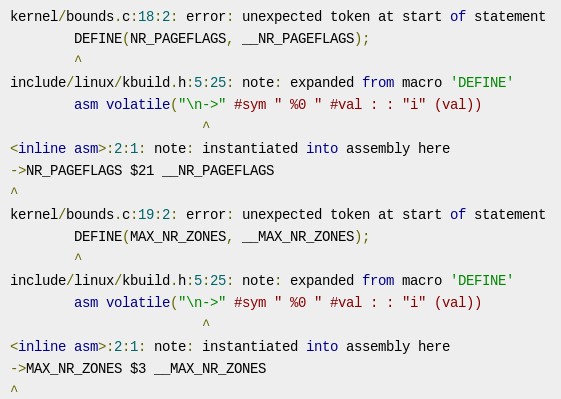 kernel/bounds.c:18:2: error: unexpected token at start of statement
        DEFINE(NR_PAGEFLAGS, __NR_PAGEFLAGS);
        ^
include/linux/kbuild.h:5:25: note: expanded from macro 'DEFINE'
        asm volatile("\n->" #sym " %0 " #val : : "i" (val))
                        ^
<inline asm>:2:1: note: instantiated into assembly here
->NR_PAGEFLAGS $21 __NR_PAGEFLAGS
^
kernel/bounds.c:19:2: error: unexpected token at start of statement
        DEFINE(MAX_NR_ZONES, __MAX_NR_ZONES);
        ^
include/linux/kbuild.h:5:25: note: expanded from macro 'DEFINE'
        asm volatile("\n->" #sym " %0 " #val : : "i" (val))
                        ^
<inline asm>:2:1: note: instantiated into assembly here
->MAX_NR_ZONES $3 __MAX_NR_ZONES
^